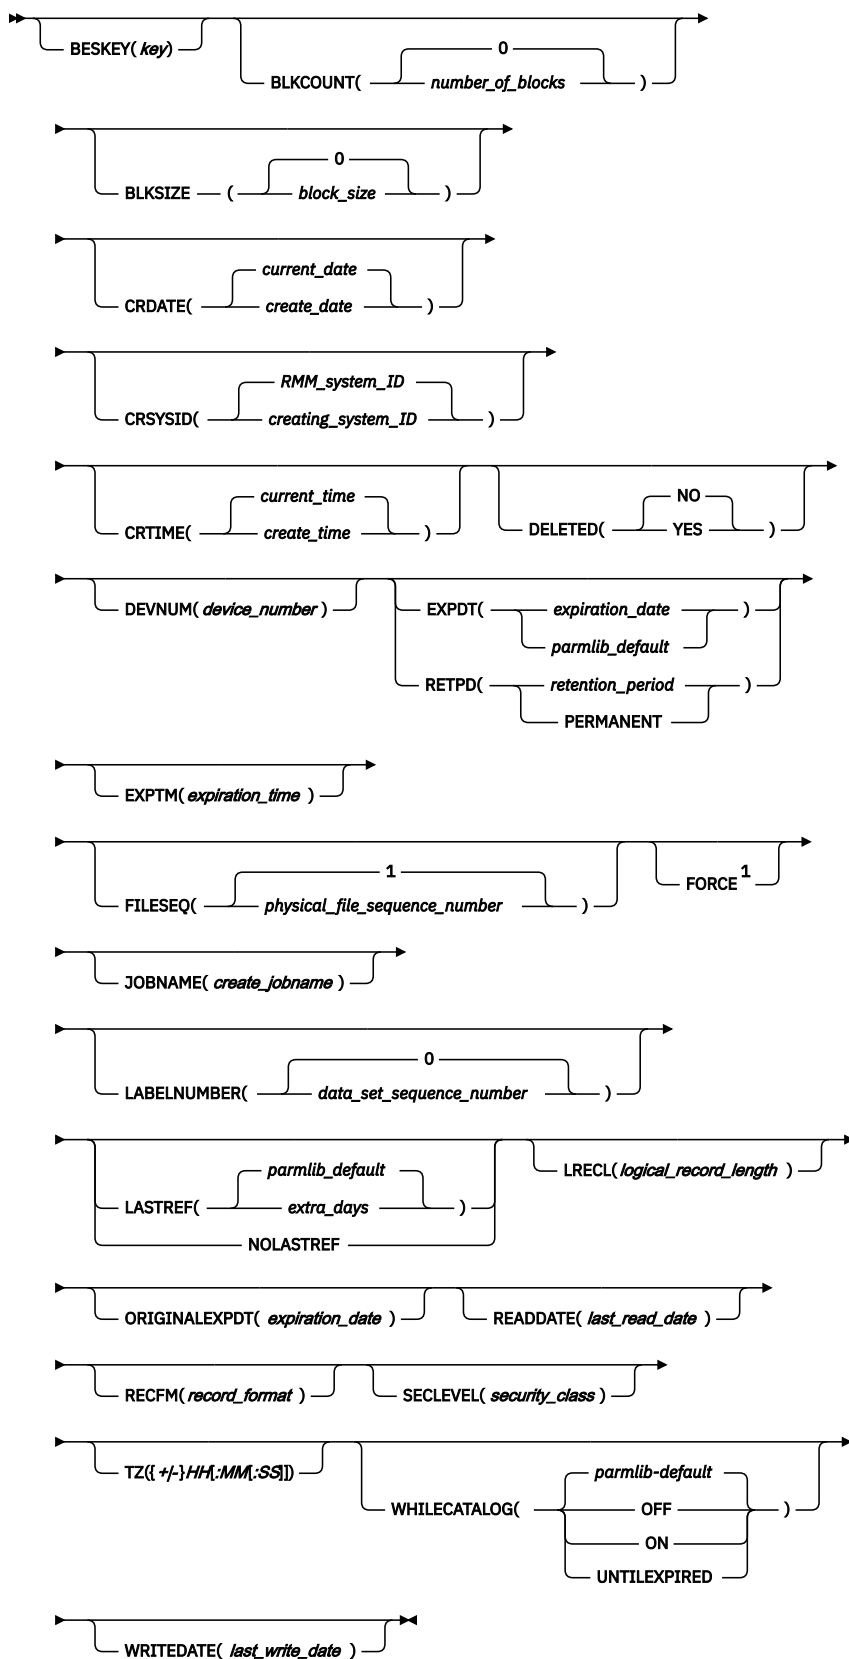 BESKEY( key)
0
BLKCOUNT( number_of_blocks )
0
BLKSIZE ( block_size )
current_date
CRDATE( create_date )
RMM_system_ID
CRSYSID( creating_system_ID )
current_time NO
CRTIME( create_time ) DELETED( YES )
DEVNUM( device_number ) EXPDT( expiration_date )
parmlib_default
RETPD( retention_period )
PERMANENT
EXPTM( expiration_time )
1
FILESEQ( physical_file_sequence_number ) FORCE 1
JOBNAME( create_jobname )
0
LABELNUMBER( data_set_sequence_number )
parmlib_default LRECL( logical_record_length )
LASTREF( extra_days )
NOLASTREF
ORIGINALEXPDT( expiration_date ) READDATE( last_read_date )
RECFM( record_format ) SECLEVEL( security_class )
TZ({ +/-}HH[:MM[:SS]]) parmlib-default
WHILECATALOG( OFF )
ON
UNTILEXPIRED
WRITEDATE( last_write_date )